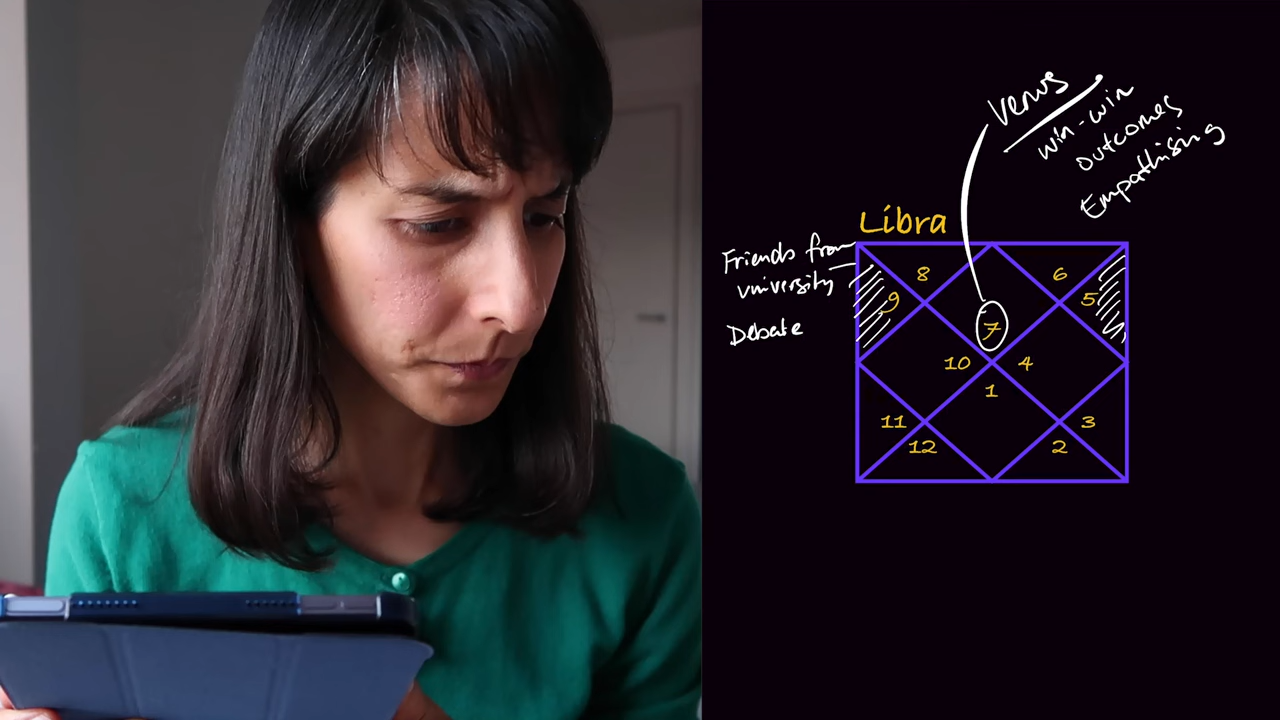 Venus
win-win
outcomes
Empathising
Libra
Friends from
university
Debate
8
6
9
5
7
10
4
1
11
3
12
2